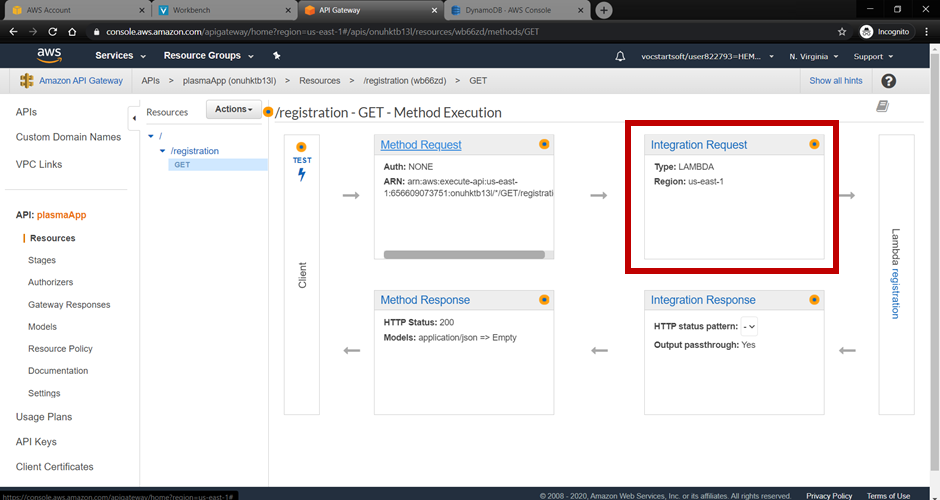 AWS Account
Workbench
API Gateway
DynamoDB - AWS Console
console.aws.amazon.com/apigateway/home?region=us-east-1#/apis/onuhktb13l/resources/wb66zd/methods/GET
Incognito
aws
Services
Resource Groups
vocstartsoft/user822793=HEM...
N. Virginia
Support
Amazon API Gateway
APIs > plasmaApp (onuhktb13l) > Resources > /registration (wb66zd) > GET
Show all hints
?
APIs
Custom Domain Names
VPC Links
API: plasmaApp
Resources
Stages
Authorizers
Gateway Responses
Models
Resource Policy
Documentation
Settings
Usage Plans
API Keys
Client Certificates
Resources
Actions
/
/registration
GET
/registration - GET - Method Execution
TEST
Client
Method Request
Auth: NONE
ARN: arn:aws:execute-api:us-east-
1:656609073751:onuhktb13l/*/GET/registrati
Integration Request
Type: LAMBDA
Region: us-east-1
Lambda registration
Method Response
HTTP Status: 200
Models: application/json => Empty
Integration Response
HTTP status pattern: -
Output passthrough: Yes
https://console.aws.amazon.com/apigateway/home?region=us-east-1#
© 2008 - 2020, Amazon Web Services, Inc. or its affiliates. All rights reserved.
Privacy Policy
Terms of Use